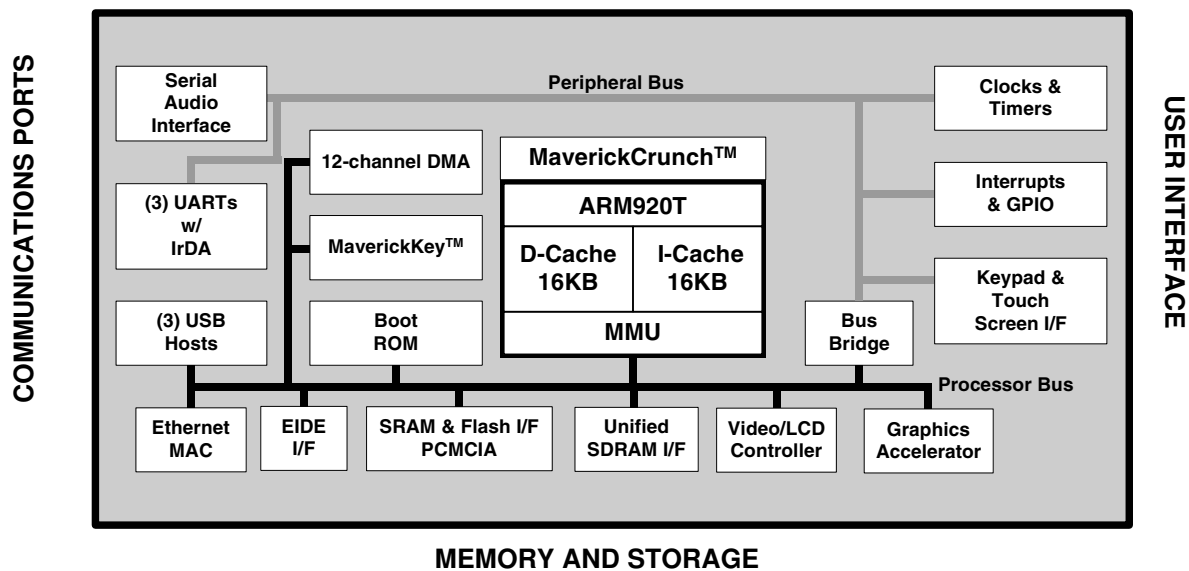 COMMUNICATIONS PORTS
Serial
Audio
Interface
Peripheral Bus
Clocks &
Timers
USER INTERFACE
12-channel DMA
MaverickCrunch™
(3) UARTs
w/
IrDA
ARM920T
Interrupts
& GPIO
MaverickKey™
D-Cache
16KB
I-Cache
16KB
Keypad &
Touch
Screen I/F
(3) USB
Hosts
Boot
ROM
MMU
Bus
Bridge
Processor Bus
Ethernet
MAC
EIDE
I/F
SRAM & Flash I/F
PCMCIA
Unified
SDRAM I/F
Video/LCD
Controller
Graphics
Accelerator
MEMORY AND STORAGE